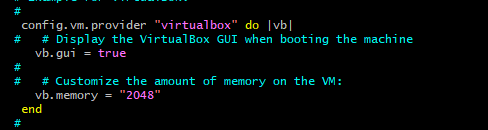 config.vm.provider "virtualbox" do |vb|
#   # Display the VirtualBox GUI when booting the machine
    vb.gui = true
#
#   # Customize the amount of memory on the VM:
    vb.memory = "2048"
  end
#